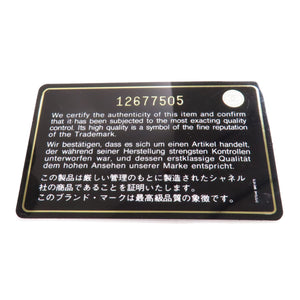 12677505
We certify the authenticity of this item and confirm
that it has been subjected to the most exacting quality
control. Its high quality is a symbol of the fine reputation
of the Trademark.
Wir bestätigen, dass es sich um einen Artikel handelt,
der während seiner Herstellung strengsten Kontrollen
unterworfen war, und dessen erstklassige Qualität
dem hohen Ansehen unserer Marke entspricht.
この製品は厳しい管理のもとに製造されたシャネル
社の商品であることを証明いたします。
このブランド・マークは最高級品質の象徴です。